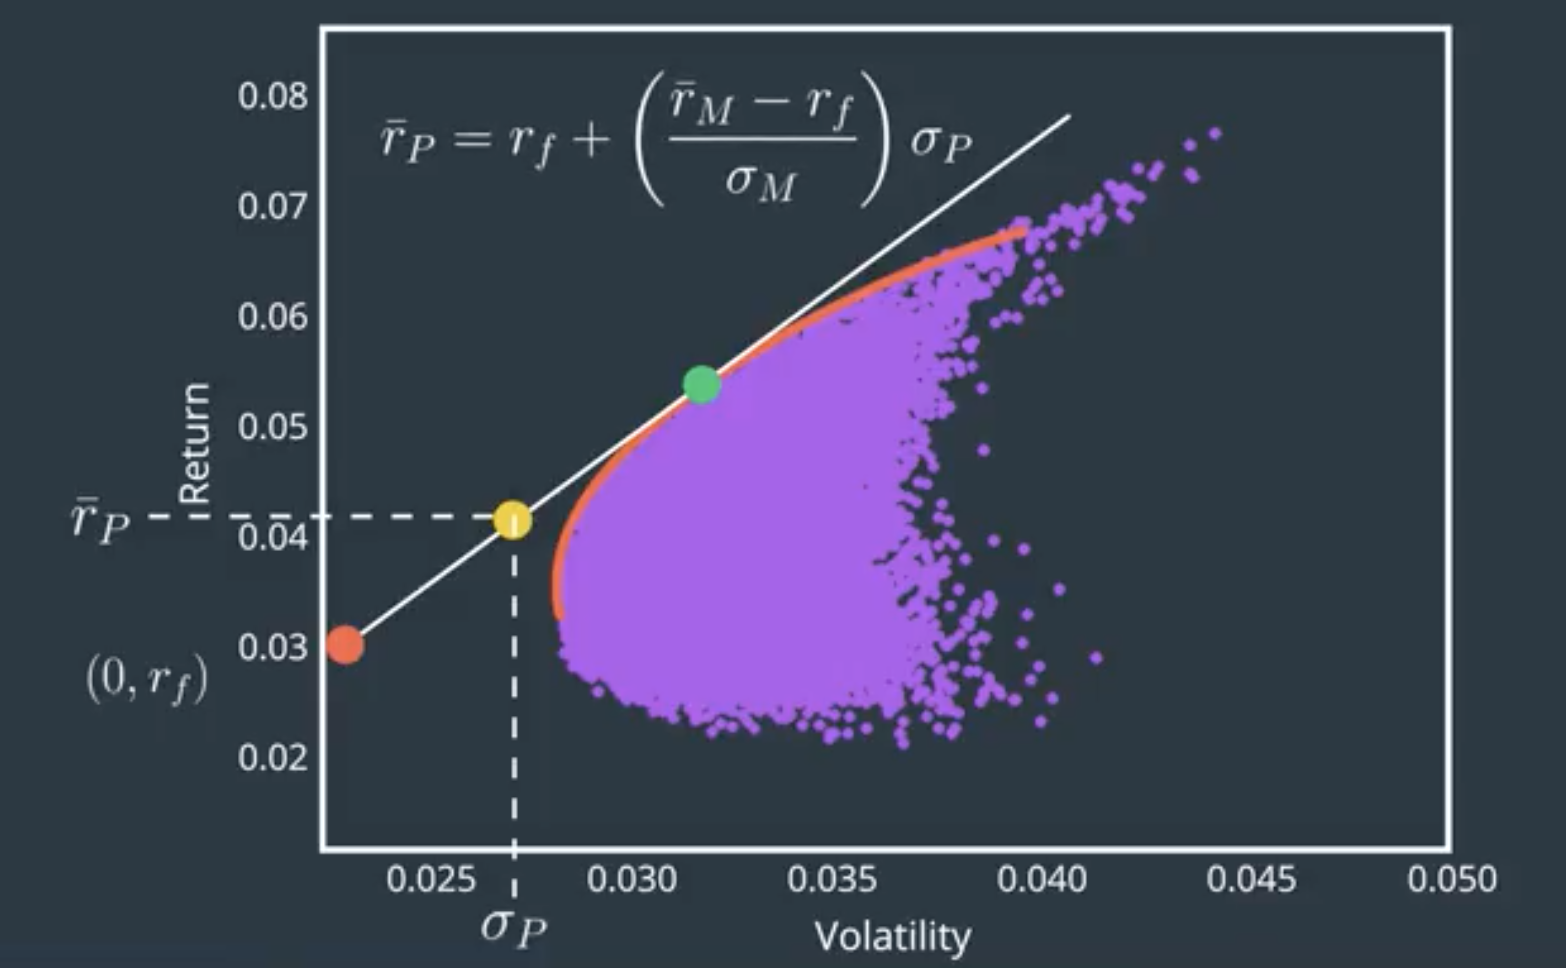 0.08
r̄_P = r_f + ( (r̄_M − r_f) / σ_M ) σ_P
0.07
0.06
0.05
Return
r̄_P
0.04
0.03
(0, r_f)
0.02
0.025 0.030 0.035 0.040 0.045 0.050
σ_P
Volatility